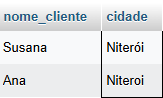 nome_cliente cidade
Susana Niterói
Ana Niteroi